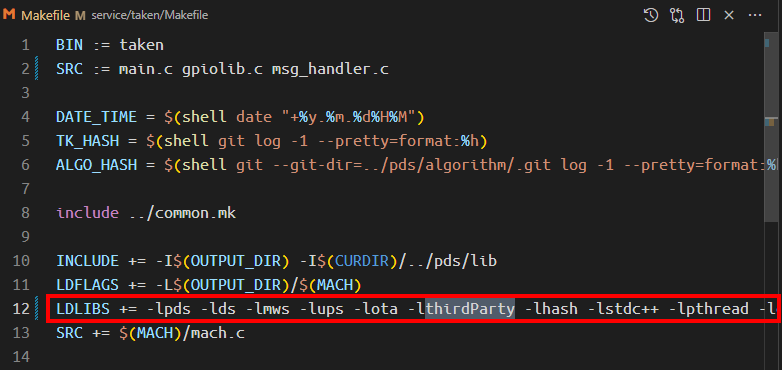 M Makefile M service/taken/Makefile
1 BIN := taken
2 SRC := main.c gpiolib.c msg_handler.c
3
4 DATE_TIME = $(shell date "+%y.%m.%d%H%M")
5 TK_HASH = $(shell git log -1 --pretty=format:%h)
6 ALGO_HASH = $(shell git --git-dir=../pds/algorithm/.git log -1 --pretty=format:%
7
8 include ../common.mk
9
10 INCLUDE += -I$(OUTPUT_DIR) -I$(CURDIR)/../pds/lib
11 LDFLAGS += -L$(OUTPUT_DIR)/$(MACH)
12 LDLIBS += -lpds -lds -lmws -lups -lota -lthirdParty -lhash -lstdc++ -lpthread
13 SRC += $(MACH)/mach.c
14